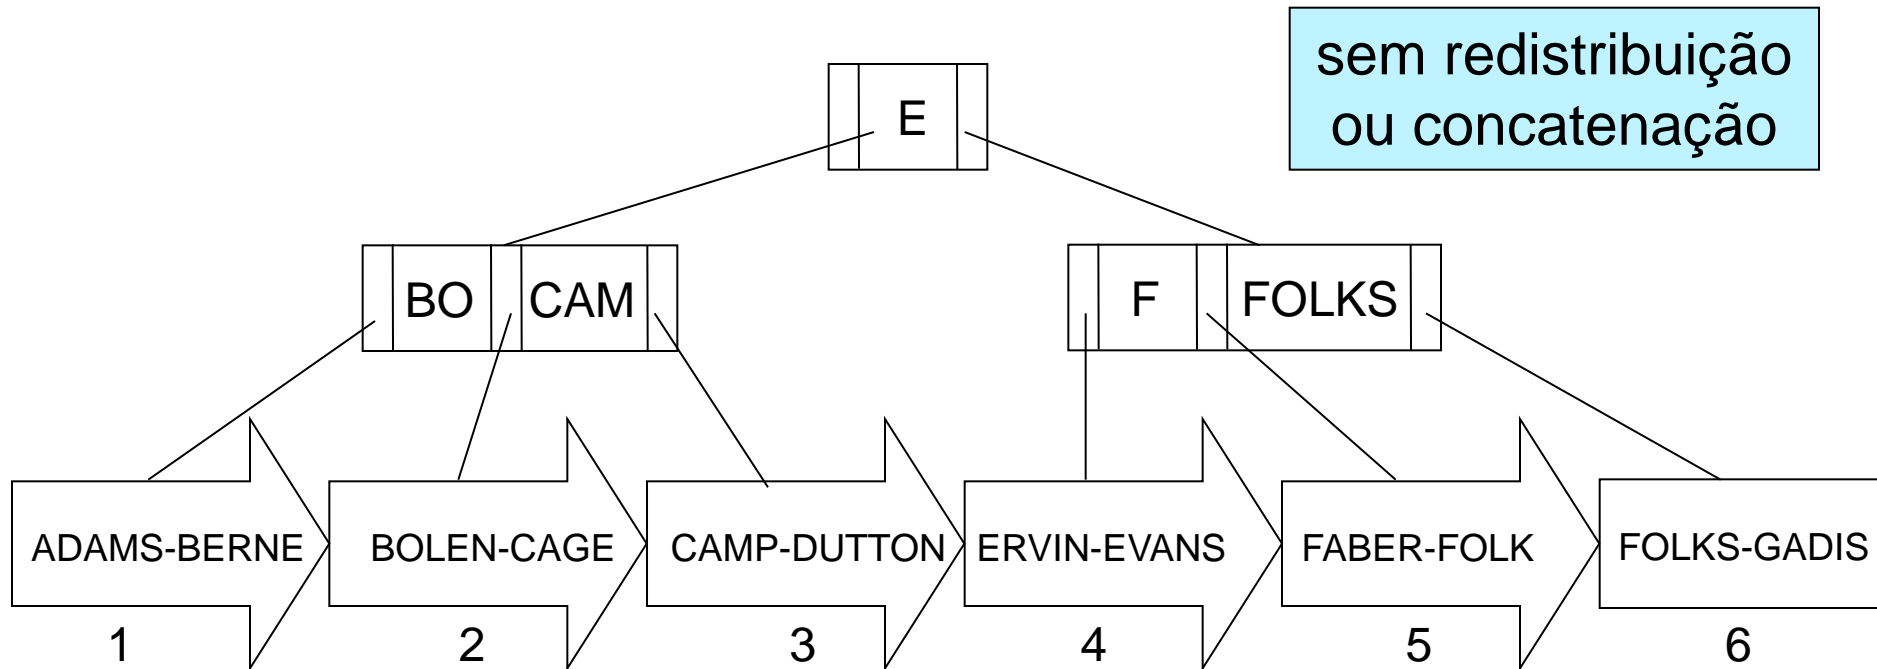 sem redistribuição
ou concatenação
E
BO CAM
F FOLKS
ADAMS-BERNE BOLEN-CAGE CAMP-DUTTON ERVIN-EVANS FABER-FOLK FOLKS-GADIS
1 2 3 4 5 6